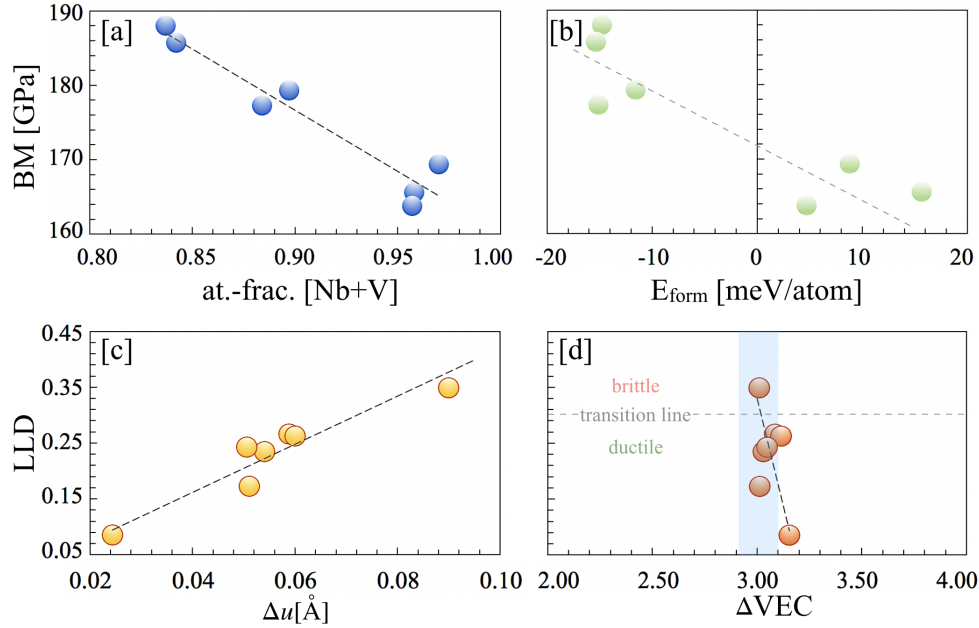 [a]
BM [GPa]
190
180
170
160
0.80
0.85
0.90
0.95
1.00
at.-frac. [Nb+V]
[b]
-20
-10
0
10
20
E_form [meV/atom]
[c]
LLD
0.45
0.35
0.25
0.15
0.05
0.02
0.04
0.06
0.08
0.10
Δu[Å]
[d]
brittle
transition line
ductile
2.00
2.50
3.00
3.50
4.00
ΔVEC